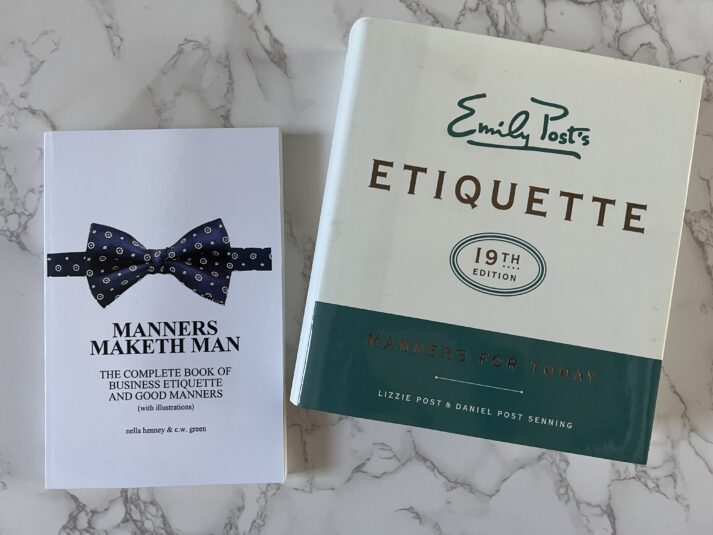 MANNERS
MAKETH MAN
THE COMPLETE BOOK OF
BUSINESS ETIQUETTE
AND GOOD MANNERS
(with illustrations)
nella henney & c.w. green
Emily Post's
ETIQUETTE
19TH
EDITION
MANNERS FOR TODAY
LIZZIE POST & DANIEL POST SENNING